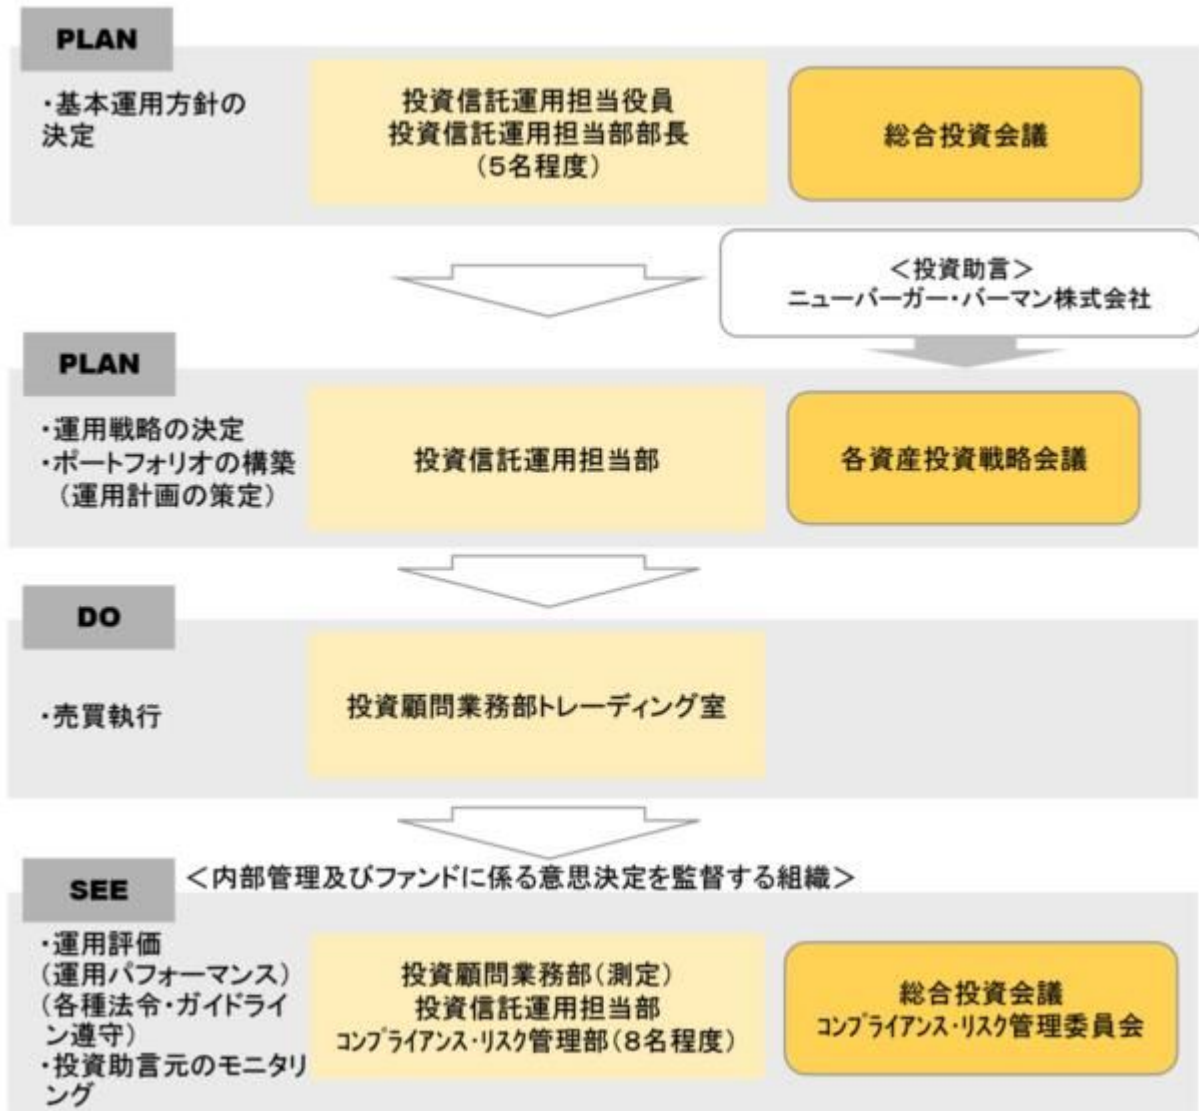 PLAN
・基本運用方針の
決定
投資信託運用担当役員
投資信託運用担当部部長
(5名程度)
総合投資会議
＜投資助言＞
ニューバーガー・バーマン株式会社
PLAN
・運用戦略の決定
・ポートフォリオの構築
(運用計画の策定)
投資信託運用担当部
各資産投資戦略会議
DO
・売買執行
投資顧問業務部トレーディング室
SEE
＜内部管理及びファンドに係る意思決定を監督する組織＞
・運用評価
(運用パフォーマンス)
(各種法令・ガイドライ
ン遵守)
・投資助言元のモニタリ
ング
投資顧問業務部(測定)
投資信託運用担当部
コンプライアンス・リスク管理部(8名程度)
総合投資会議
コンプライアンス・リスク管理委員会